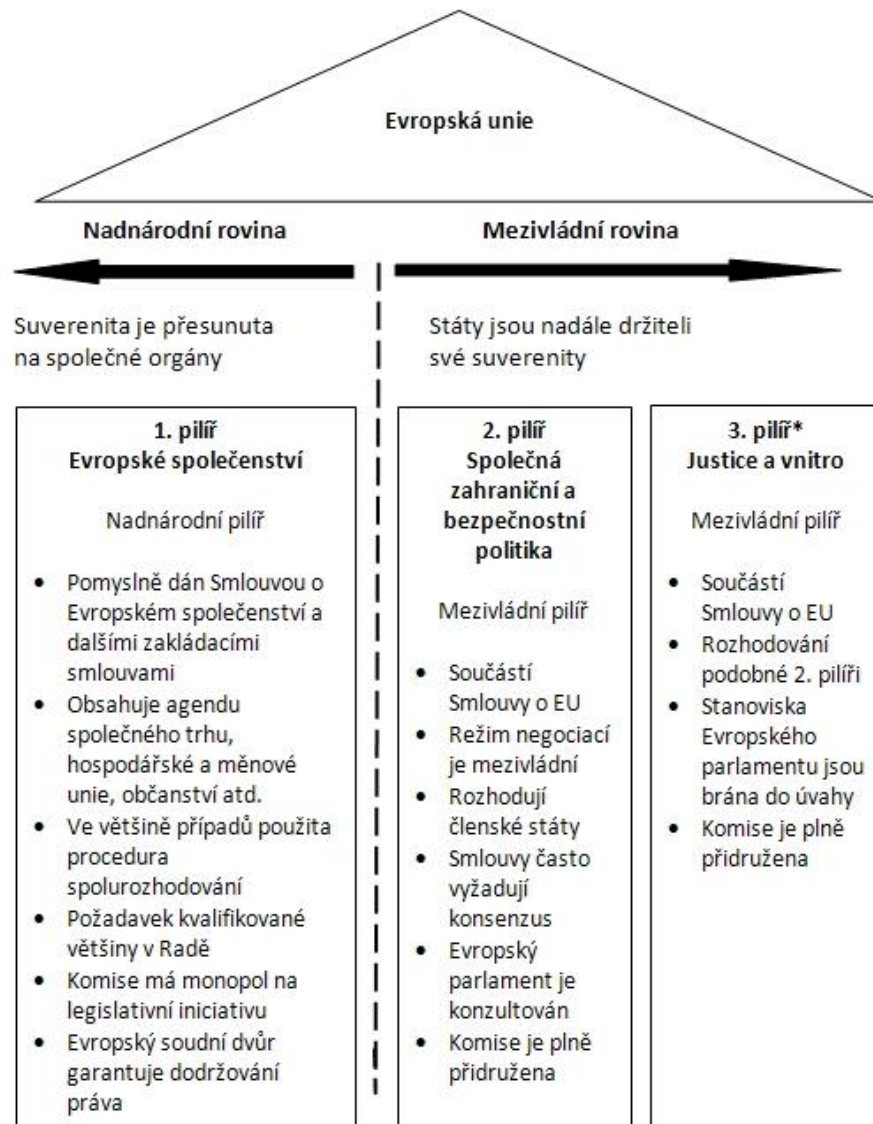 Evropská unie
Nadnárodní rovina
Mezivládní rovina
Suverenita je přesunuta
na společné orgány
Státy jsou nadále držiteli
své suverenity
1. pilíř
Evropské společenství
Nadnárodní pilíř
• Pomyslně dán Smlouvou o
Evropském společenství a
dalšími zakládacími
smlouvami
• Obsahuje agendu
společného trhu,
hospodářské a měnové
unie, občanství atd.
• Ve většině případů použita
procedura
spolurozhodování
• Požadavek kvalifikované
většiny v Radě
• Komise má monopol na
legislativní iniciativu
• Evropský soudní dvůr
garantuje dodržování
práva
2. pilíř
Společná
zahraniční a
bezpečnostní
politika
Mezivládní pilíř
• Součástí
Smlouvy o EU
• Režim negociací
je mezivládní
• Rozhodují
členské státy
• Smlouvy často
vyžadují
konsenzus
• Evropský
parlament je
konzultován
• Komise je plně
přidružena
3. pilíř*
Justice a vnitro
Mezivládní pilíř
• Součástí
Smlouvy o EU
• Rozhodování
podobné 2. pilíři
• Stanoviska
Evropského
parlamentu jsou
brána do úvahy
• Komise je plně
přidružena